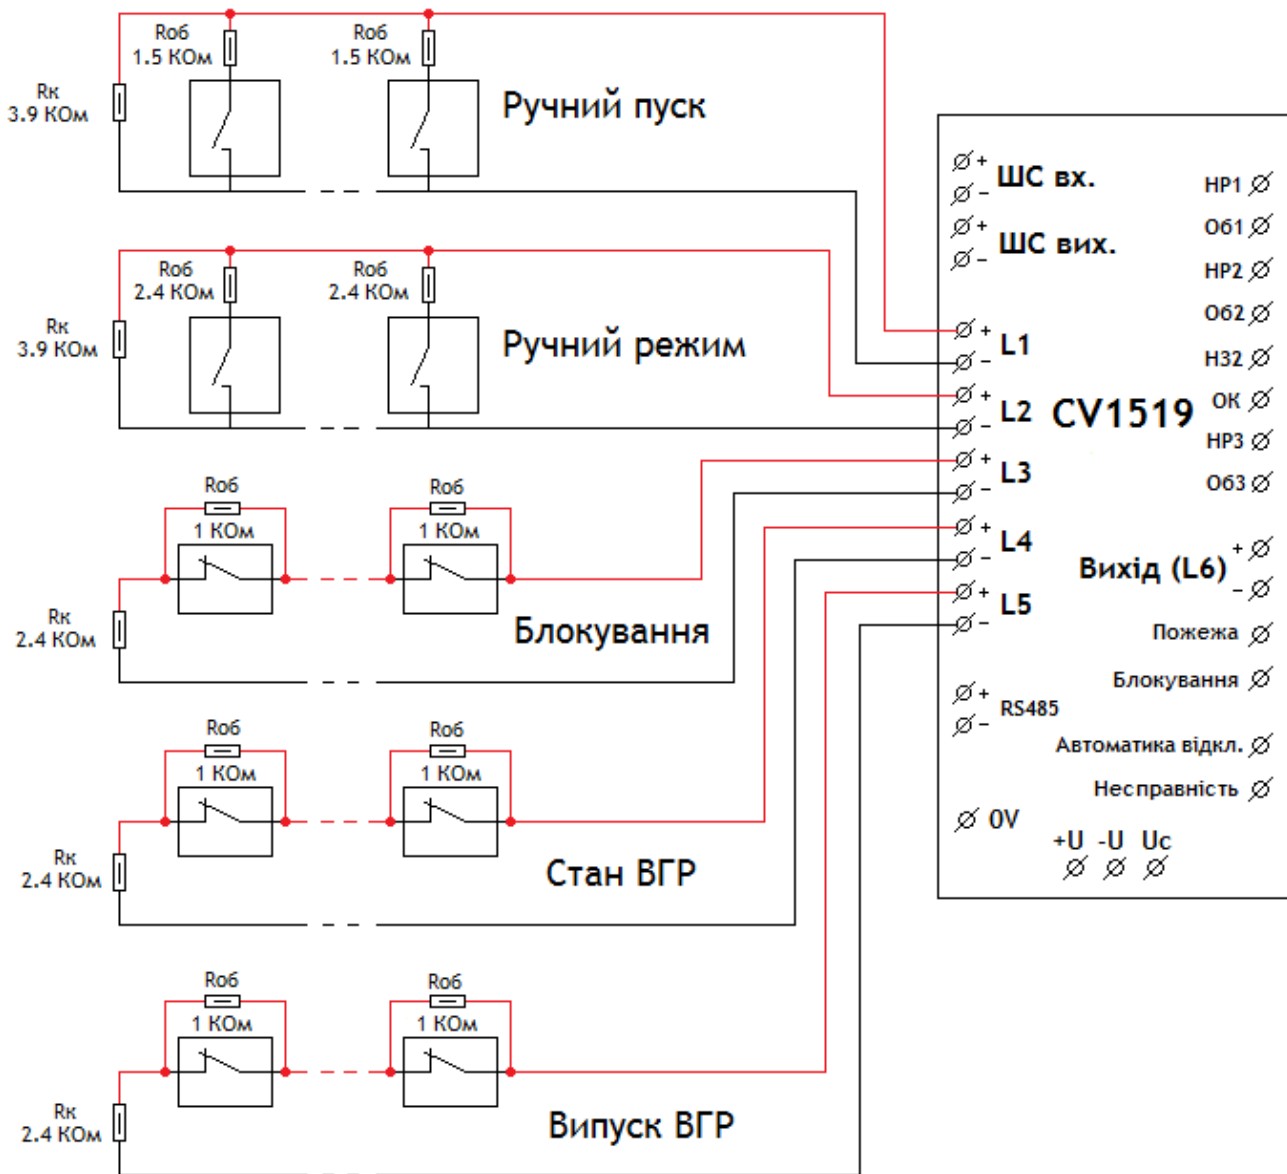 Rоб
1.5 КОм
Rоб
1.5 КОм
Rк
3.9 КОм
Ручний пуск
Rоб
2.4 КОм
Rоб
2.4 КОм
Rк
3.9 КОм
Ручний режим
Rоб
1 КОм
Rоб
1 КОм
Rк
2.4 КОм
Блокування
Rоб
1 КОм
Rоб
1 КОм
Rк
2.4 КОм
Стан ВГР
Rоб
1 КОм
Rоб
1 КОм
Rк
2.4 КОм
Випуск ВГР
+
- ШС вх.
+
- ШС вих.
+
- L1
+
- L2
+
- L3
+
- L4
+
- L5
+
- RS485
0V
CV1519
НР1
Об1
НР2
Об2
НЗ2
ОК
НР3
Об3
Вихід (L6)
+
-
Пожежа
Блокування
Автоматика відкл.
Несправність
+U -U Uc